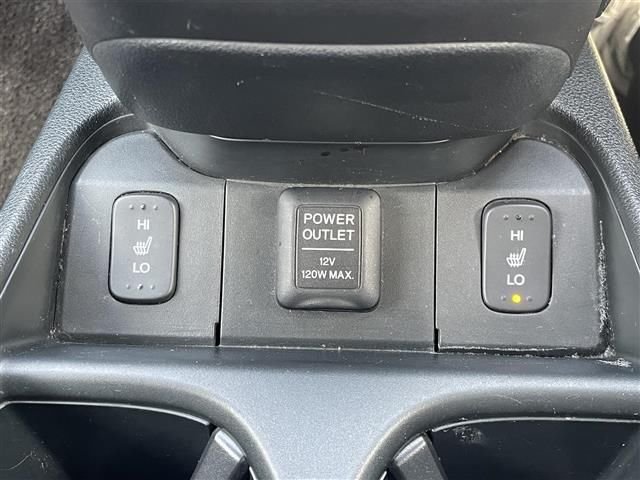 HI
LO
POWER
OUTLET
12V
120W MAX.
HI
LO